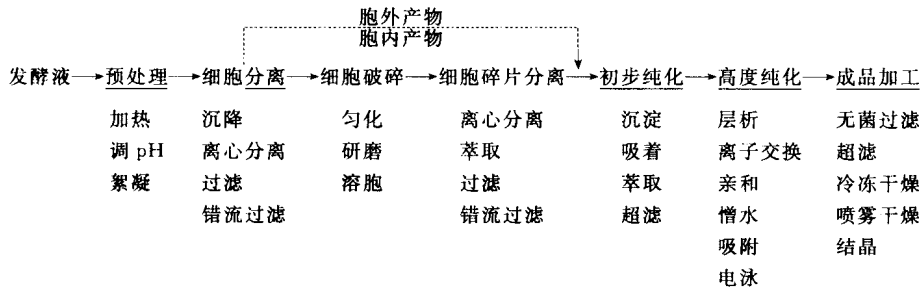 胞外产物
胞内产物
发酵液 预处理 细胞分离 细胞破碎 细胞碎片分离 初步纯化 高度纯化 成品加工
加热 沉降 匀化 离心分离 沉淀 层析 无菌过滤
调 pH 离心分离 研磨 萃取 吸着 离子交换 超滤
絮凝 过滤 溶胞 过滤 萃取 亲和 冷冻干燥
错流过滤 错流过滤 超滤 憎水 喷雾干燥
吸附 结晶
电泳